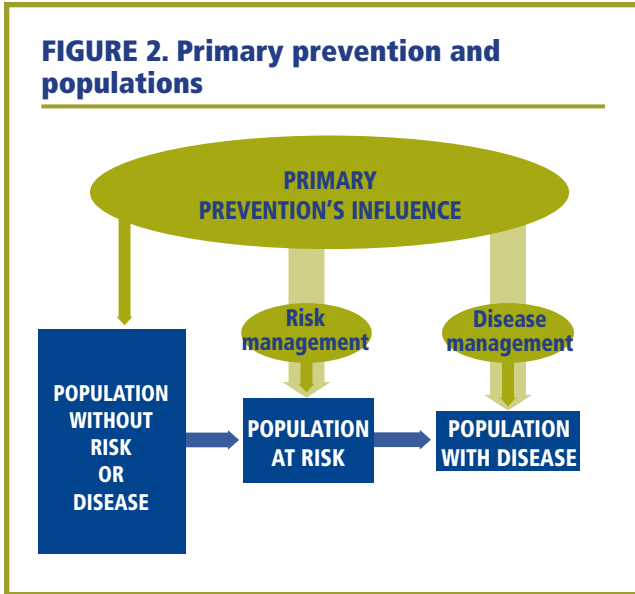 FIGURE 2. Primary prevention and
populations
PRIMARY
PREVENTION'S INFLUENCE
Risk
management
Disease
management
POPULATION
WITHOUT
RISK
OR
DISEASE
POPULATION
AT RISK
POPULATION
WITH DISEASE